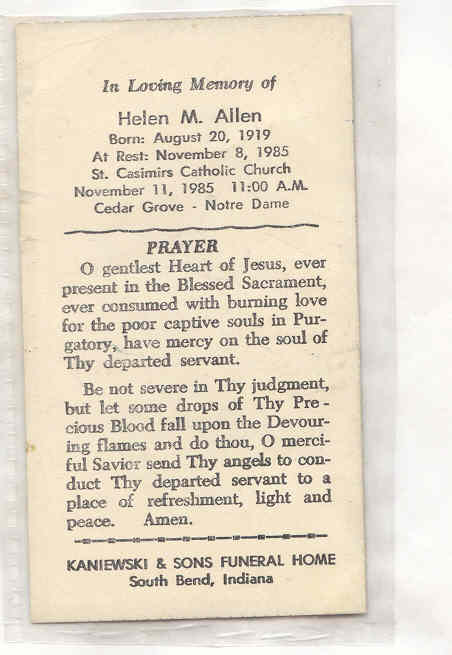 In Loving Memory of
Helen M. Allen
Born: August 20, 1919
At Rest: November 8, 1985
St. Casimirs Catholic Church
November 11, 1985 11:00 A.M.
Cedar Grove - Notre Dame
PRAYER
O gentlest Heart of Jesus, ever
present in the Blessed Sacrament,
ever consumed with burning love
for the poor captive souls in Pur-
gatory, have mercy on the soul of
Thy departed servant.
Be not severe in Thy judgment,
but let some drops of Thy Pre-
cious Blood fall upon the Devour-
ing flames and do thou, O merci-
ful Savior send Thy angels to con-
duct Thy departed servant to a
place of refreshment, light and
peace. Amen.
KANIEWSKI & SONS FUNERAL HOME
South Bend, Indiana